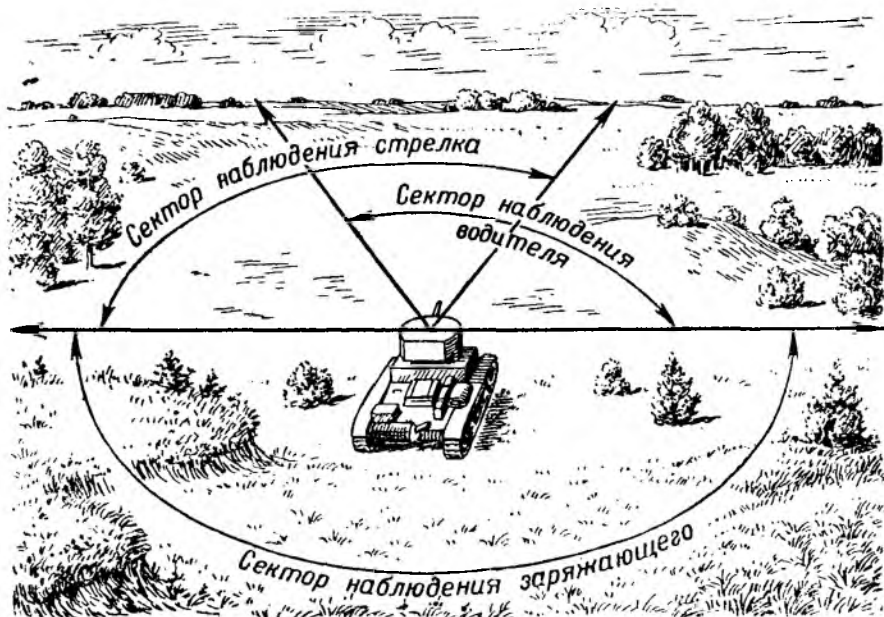 Сектор наблюдения стрелка
Сектор наблюдения
водителя
Сектор наблюдения заряжающего